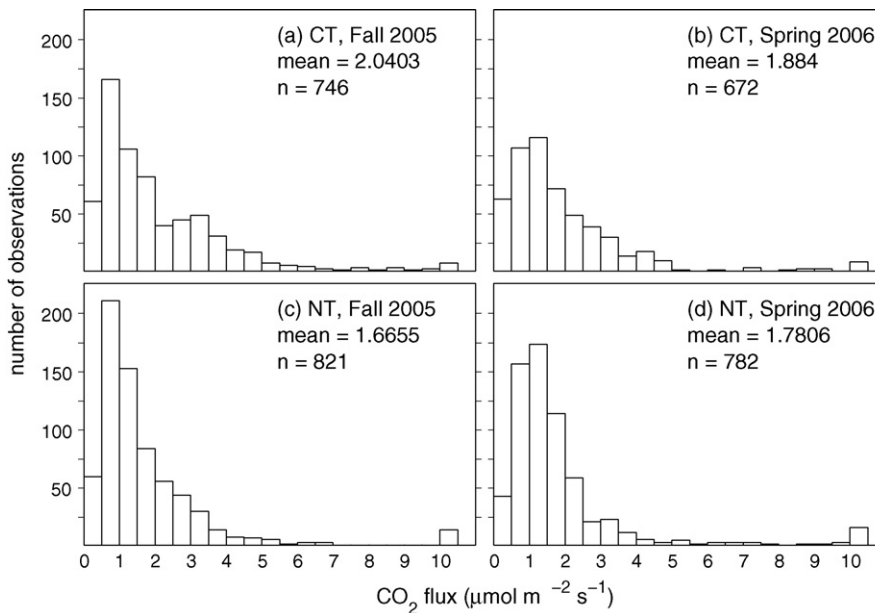 number of observations
200
150
100
50
(a) CT, Fall 2005
mean = 2.0403
n = 746
(b) CT, Spring 2006
mean = 1.884
n = 672
200
150
100
50
(c) NT, Fall 2005
mean = 1.6655
n = 821
(d) NT, Spring 2006
mean = 1.7806
n = 782
0 1 2 3 4 5 6 7 8 9 10
0 1 2 3 4 5 6 7 8 9 10
CO₂ flux (μmol m ⁻² s⁻¹)